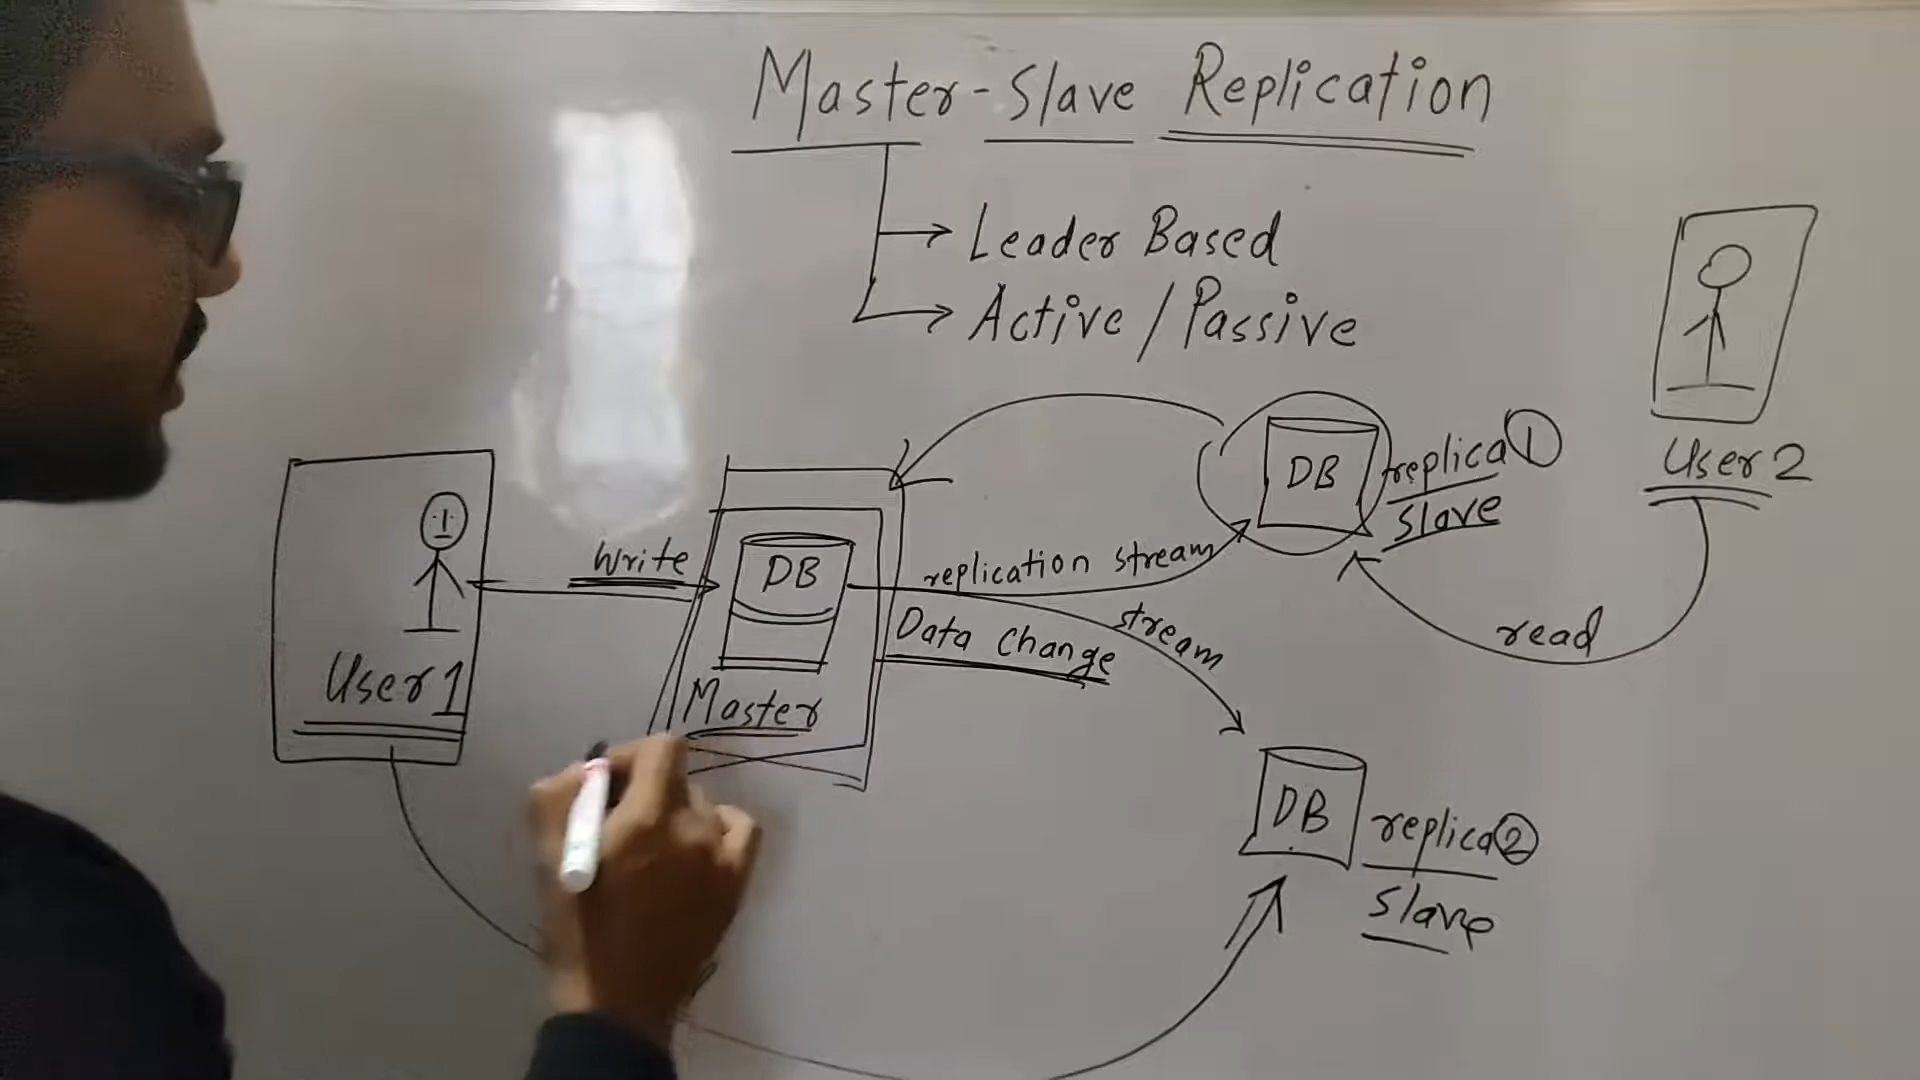 Master-Slave Replication
Leader Based
Active / Passive
DB
replica 1
slave
User 2
Write
DB
replication stream
stream
Data Change
read
User 1
Master
DB
replica 2
slave